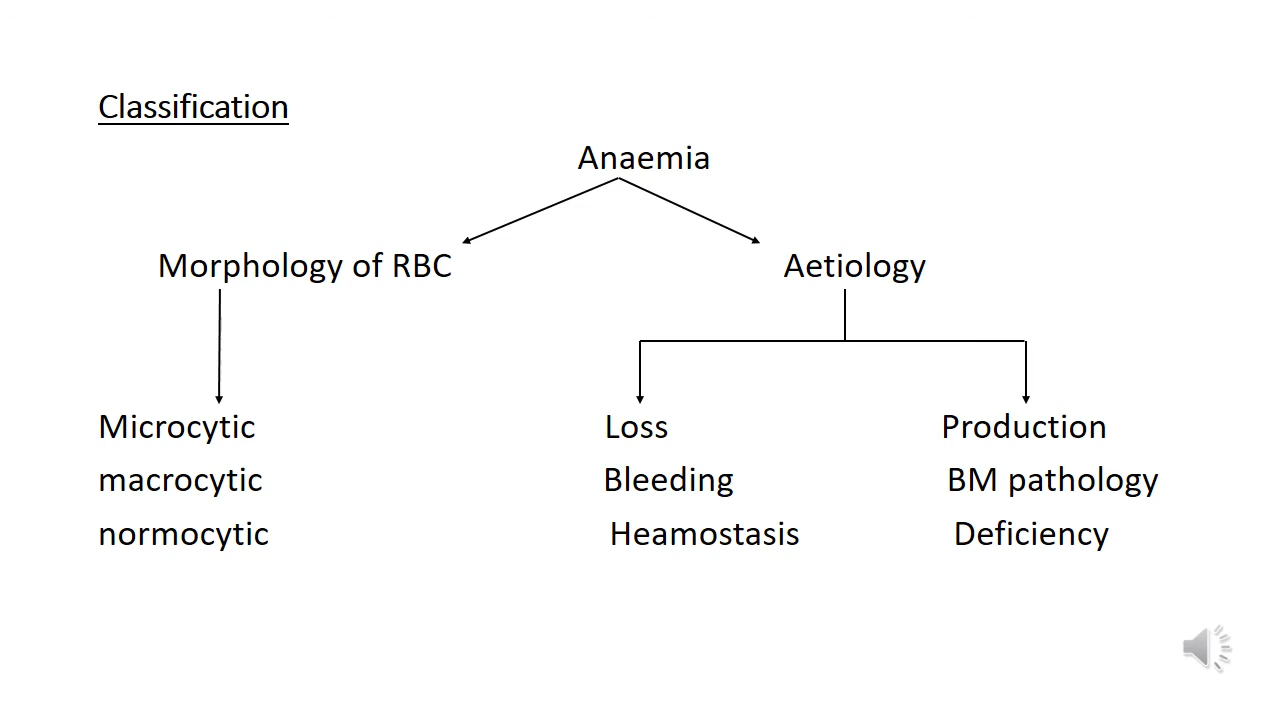 Classification
Anaemia
Morphology of RBC
Aetiology
Microcytic
macrocytic
normocytic
Loss
Bleeding
Heamostasis
Production
BM pathology
Deficiency